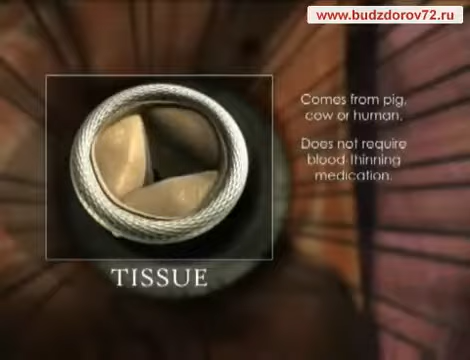 www.budzdorov72.ru
Comes from pig,
cow or human.
Does not require
blood-thinning
medication.
TISSUE